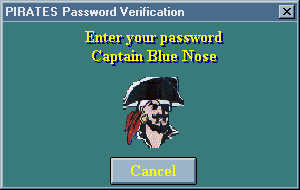 PIRATES Password Verification
Enter your password
Captain Blue Nose
Cancel